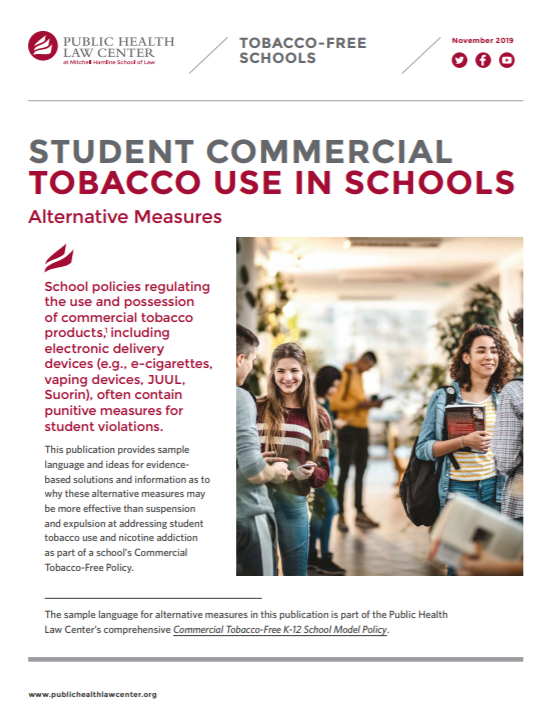 PUBLIC HEALTH
LAW CENTER
at Mitchell Hamline School of Law
TOBACCO-FREE
SCHOOLS
November 2019
STUDENT COMMERCIAL
TOBACCO USE IN SCHOOLS
Alternative Measures
School policies regulating
the use and possession
of commercial tobacco
products,¹ including
electronic delivery
devices (e.g., e-cigarettes,
vaping devices, JUUL,
Suorin), often contain
punitive measures for
student violations.
This publication provides sample
language and ideas for evidence-
based solutions and information as to
why these alternative measures may
be more effective than suspension
and expulsion at addressing student
tobacco use and nicotine addiction
as part of a school's Commercial
Tobacco-Free Policy.
The sample language for alternative measures in this publication is part of the Public Health
Law Center's comprehensive Commercial Tobacco-Free K-12 School Model Policy.
www.publichealthlawcenter.org